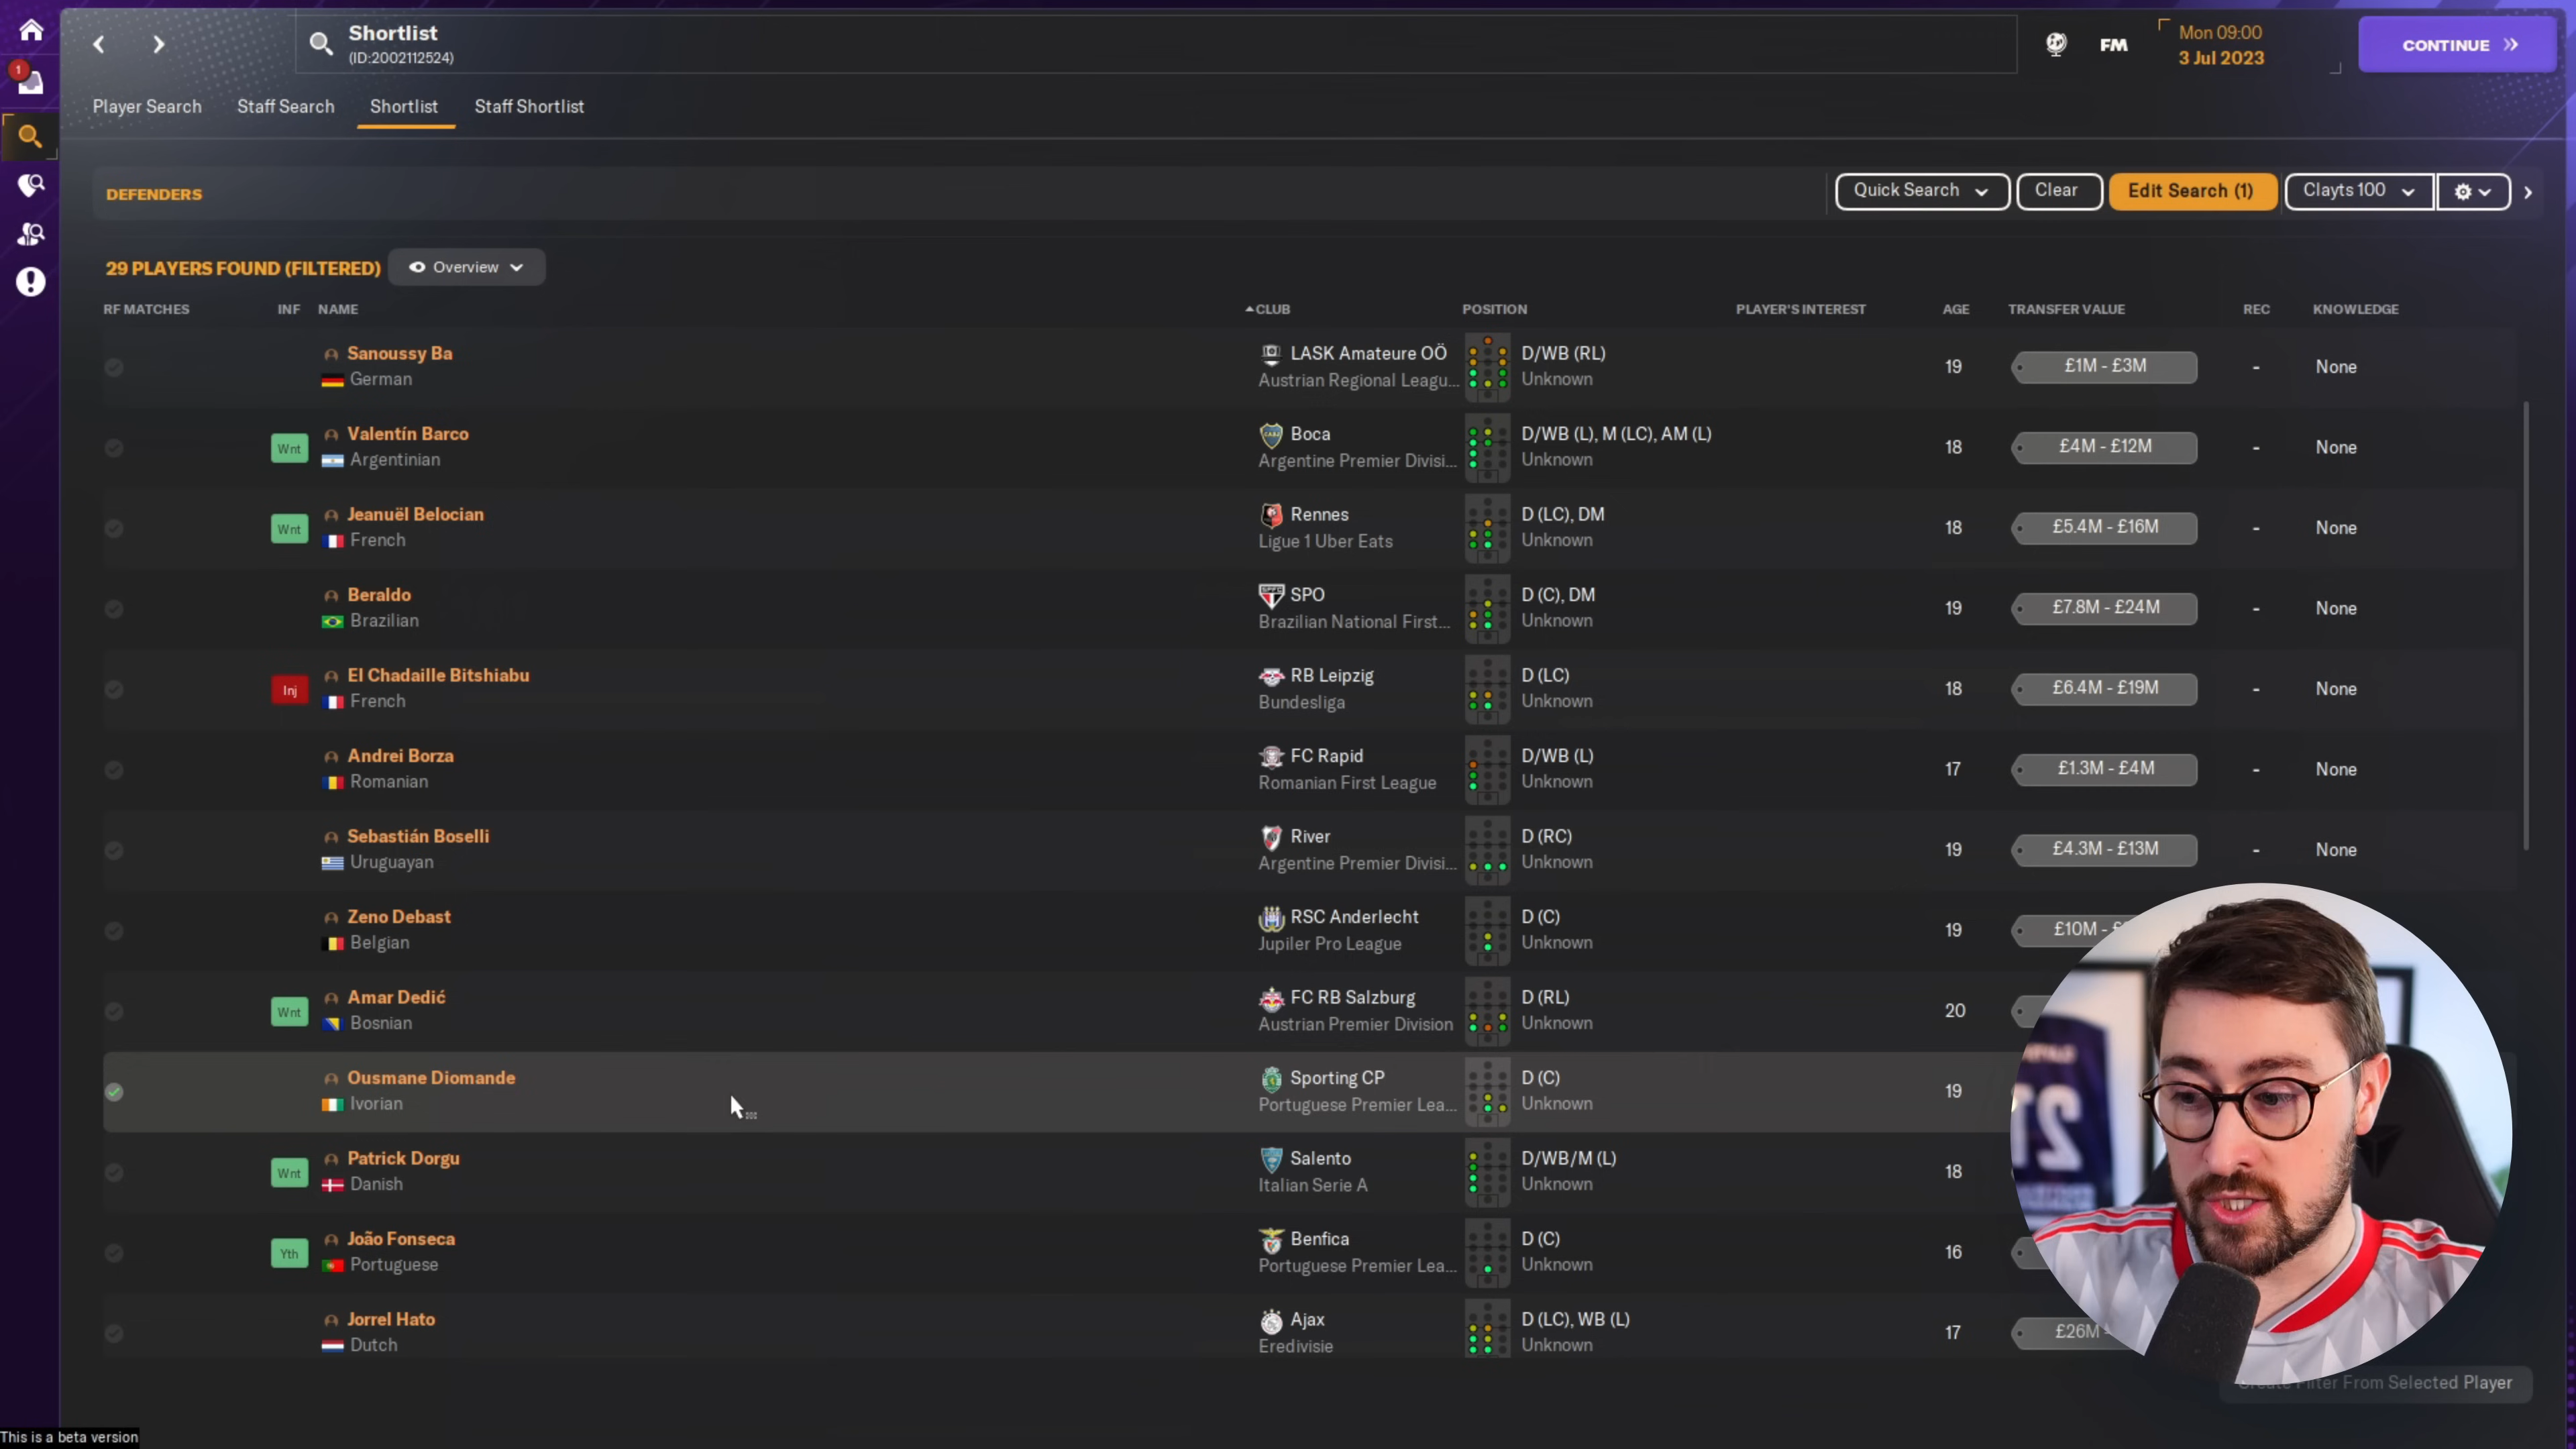 Shortlist
(ID:2002112524)
FM
Mon 09:00
3 Jul 2023
CONTINUE
1
Player Search
Staff Search
Shortlist
Staff Shortlist
DEFENDERS
Quick Search
Clear
Edit Search (1)
Clayts 100
29 PLAYERS FOUND (FILTERED)
Overview
RF MATCHES INF NAME CLUB POSITION PLAYER'S INTEREST AGE TRANSFER VALUE REC KNOWLEDGE
Sanoussy Ba LASK Amateure OÖ D/WB (RL) 19 £1M - £3M - None
German Austrian Regional Leagu... Unknown
Wnt Valentín Barco Boca D/WB (L), M (LC), AM (L) 18 £4M - £12M - None
Argentinian Argentine Premier Divisi... Unknown
Wnt Jeanuël Belocian Rennes D (LC), DM 18 £5.4M - £16M - None
French Ligue 1 Uber Eats Unknown
Beraldo SPO D (C), DM 19 £7.8M - £24M - None
Brazilian Brazilian National First... Unknown
Inj El Chadaille Bitshiabu RB Leipzig D (LC) 18 £6.4M - £19M - None
French Bundesliga Unknown
Andrei Borza FC Rapid D/WB (L) 17 £1.3M - £4M - None
Romanian Romanian First League Unknown
Sebastián Boselli River D (RC) 19 £4.3M - £13M - None
Uruguayan Argentine Premier Divisi... Unknown
Zeno Debast RSC Anderlecht D (C) 19 £10M -
Belgian Jupiler Pro League Unknown
Wnt Amar Dedić FC RB Salzburg D (RL) 20
Bosnian Austrian Premier Division Unknown
Ousmane Diomande Sporting CP D (C) 19
Ivorian Portuguese Premier Lea... Unknown
Wnt Patrick Dorgu Salento D/WB/M (L) 18
Danish Italian Serie A Unknown
Yth João Fonseca Benfica D (C) 16
Portuguese Portuguese Premier Lea... Unknown
Jorrel Hato Ajax D (LC), WB (L) 17 £26M
Dutch Eredivisie Unknown
Filter From Selected Player
This is a beta version